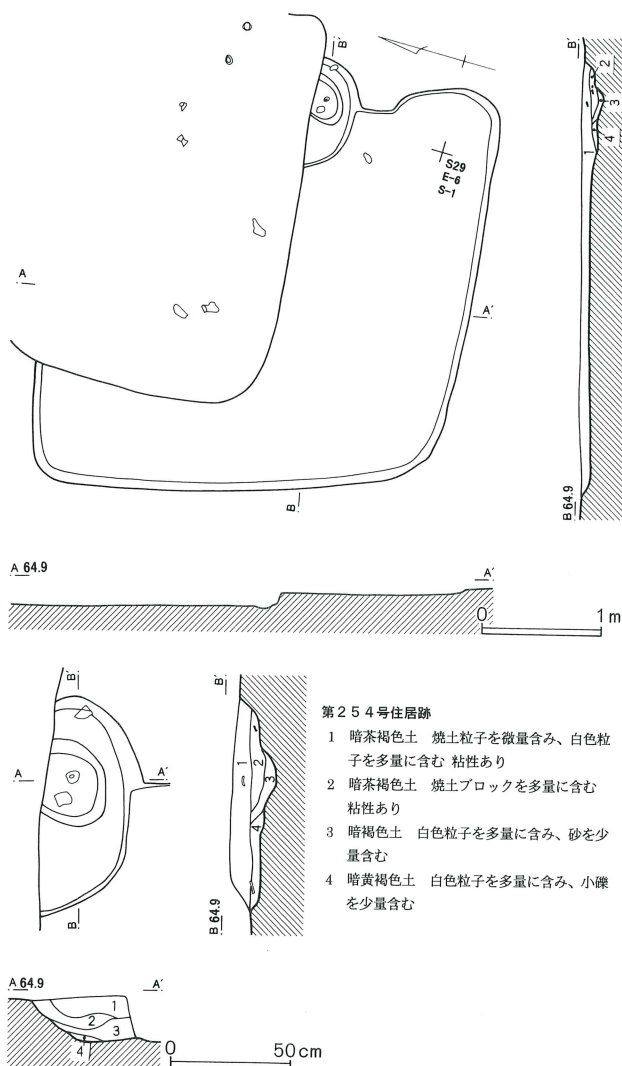 B′
B′
2
3
4
1
S29
E-6
S-1
A
A′
B
B 64.9
A 64.9
A′
0
1 m
B′
B′
A
A′
1
2
3
4
B
B 64.9
第254号住居跡
1 暗茶褐色土 焼土粒子を微量含み、白色粒
子を多量に含む 粘性あり
2 暗茶褐色土 焼土ブロックを多量に含む
粘性あり
3 暗褐色土 白色粒子を多量に含み、砂を少
量含む
4 暗黄褐色土 白色粒子を多量に含み、小礫
を少量含む
A 64.9
A′
1
2
3
4
0
50cm